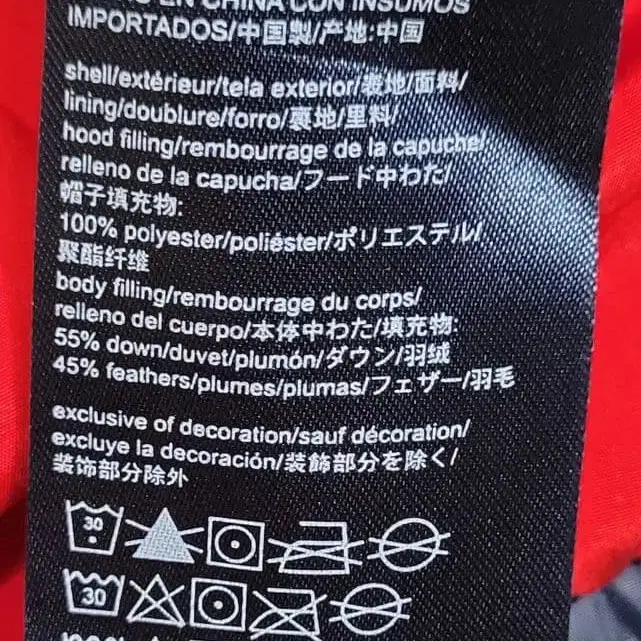 EN CHINA CON INSUMOS
IMPORTADOS/中国製/产地:中国
shell/extérieur/tela exterior/表地/面料/
lining/doublure/forro/裏地/里料/
hood filling/rembourrage de la capuche/
relleno de la capucha/フード中わた/
帽子填充物:
100% polyester/poliéster/ポリエステル/
聚酯纤维
body filling/rembourrage du corps/
relleno del cuerpo/本体中わた/填充物:
55% down/duvet/plumón/ダウン/羽绒
45% feathers/plumes/plumas/フェザー/羽毛
exclusive of decoration/sauf décoration/
excluye la decoración/装飾部分を除く/
装饰部分除外
30
30